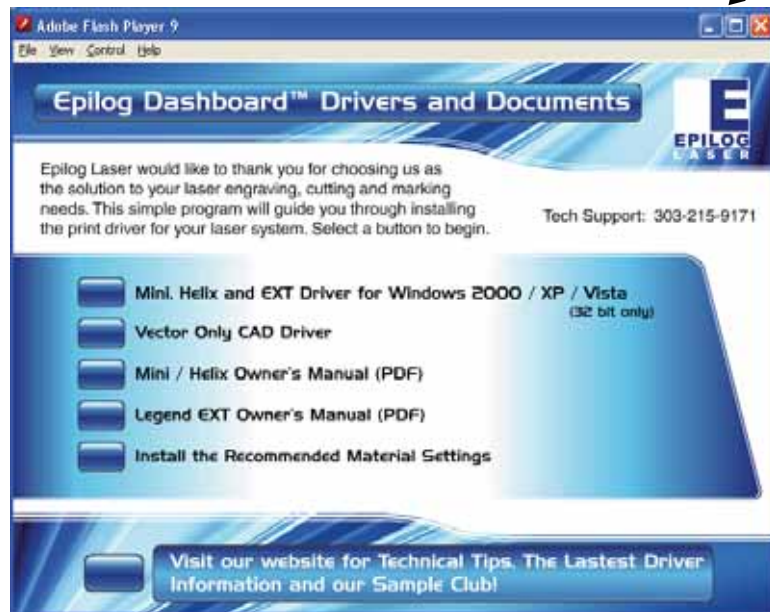 Adobe Flash Player 9
File View Control Help
Epilog Dashboard™ Drivers and Documents
E
EPILOG
LASER
Epilog Laser would like to thank you for choosing us as
the solution to your laser engraving, cutting and marking
needs. This simple program will guide you through installing
the print driver for your laser system. Select a button to begin.
Tech Support: 303-215-9171
Mini, Helix and EXT Driver for Windows 2000 / XP / Vista
(32 bit only)
Vector Only CAD Driver
Mini / Helix Owner's Manual (PDF)
Legend EXT Owner's Manual (PDF)
Install the Recommended Material Settings
Visit our website for Technical Tips, The Lastest Driver
Information and our Sample Club!